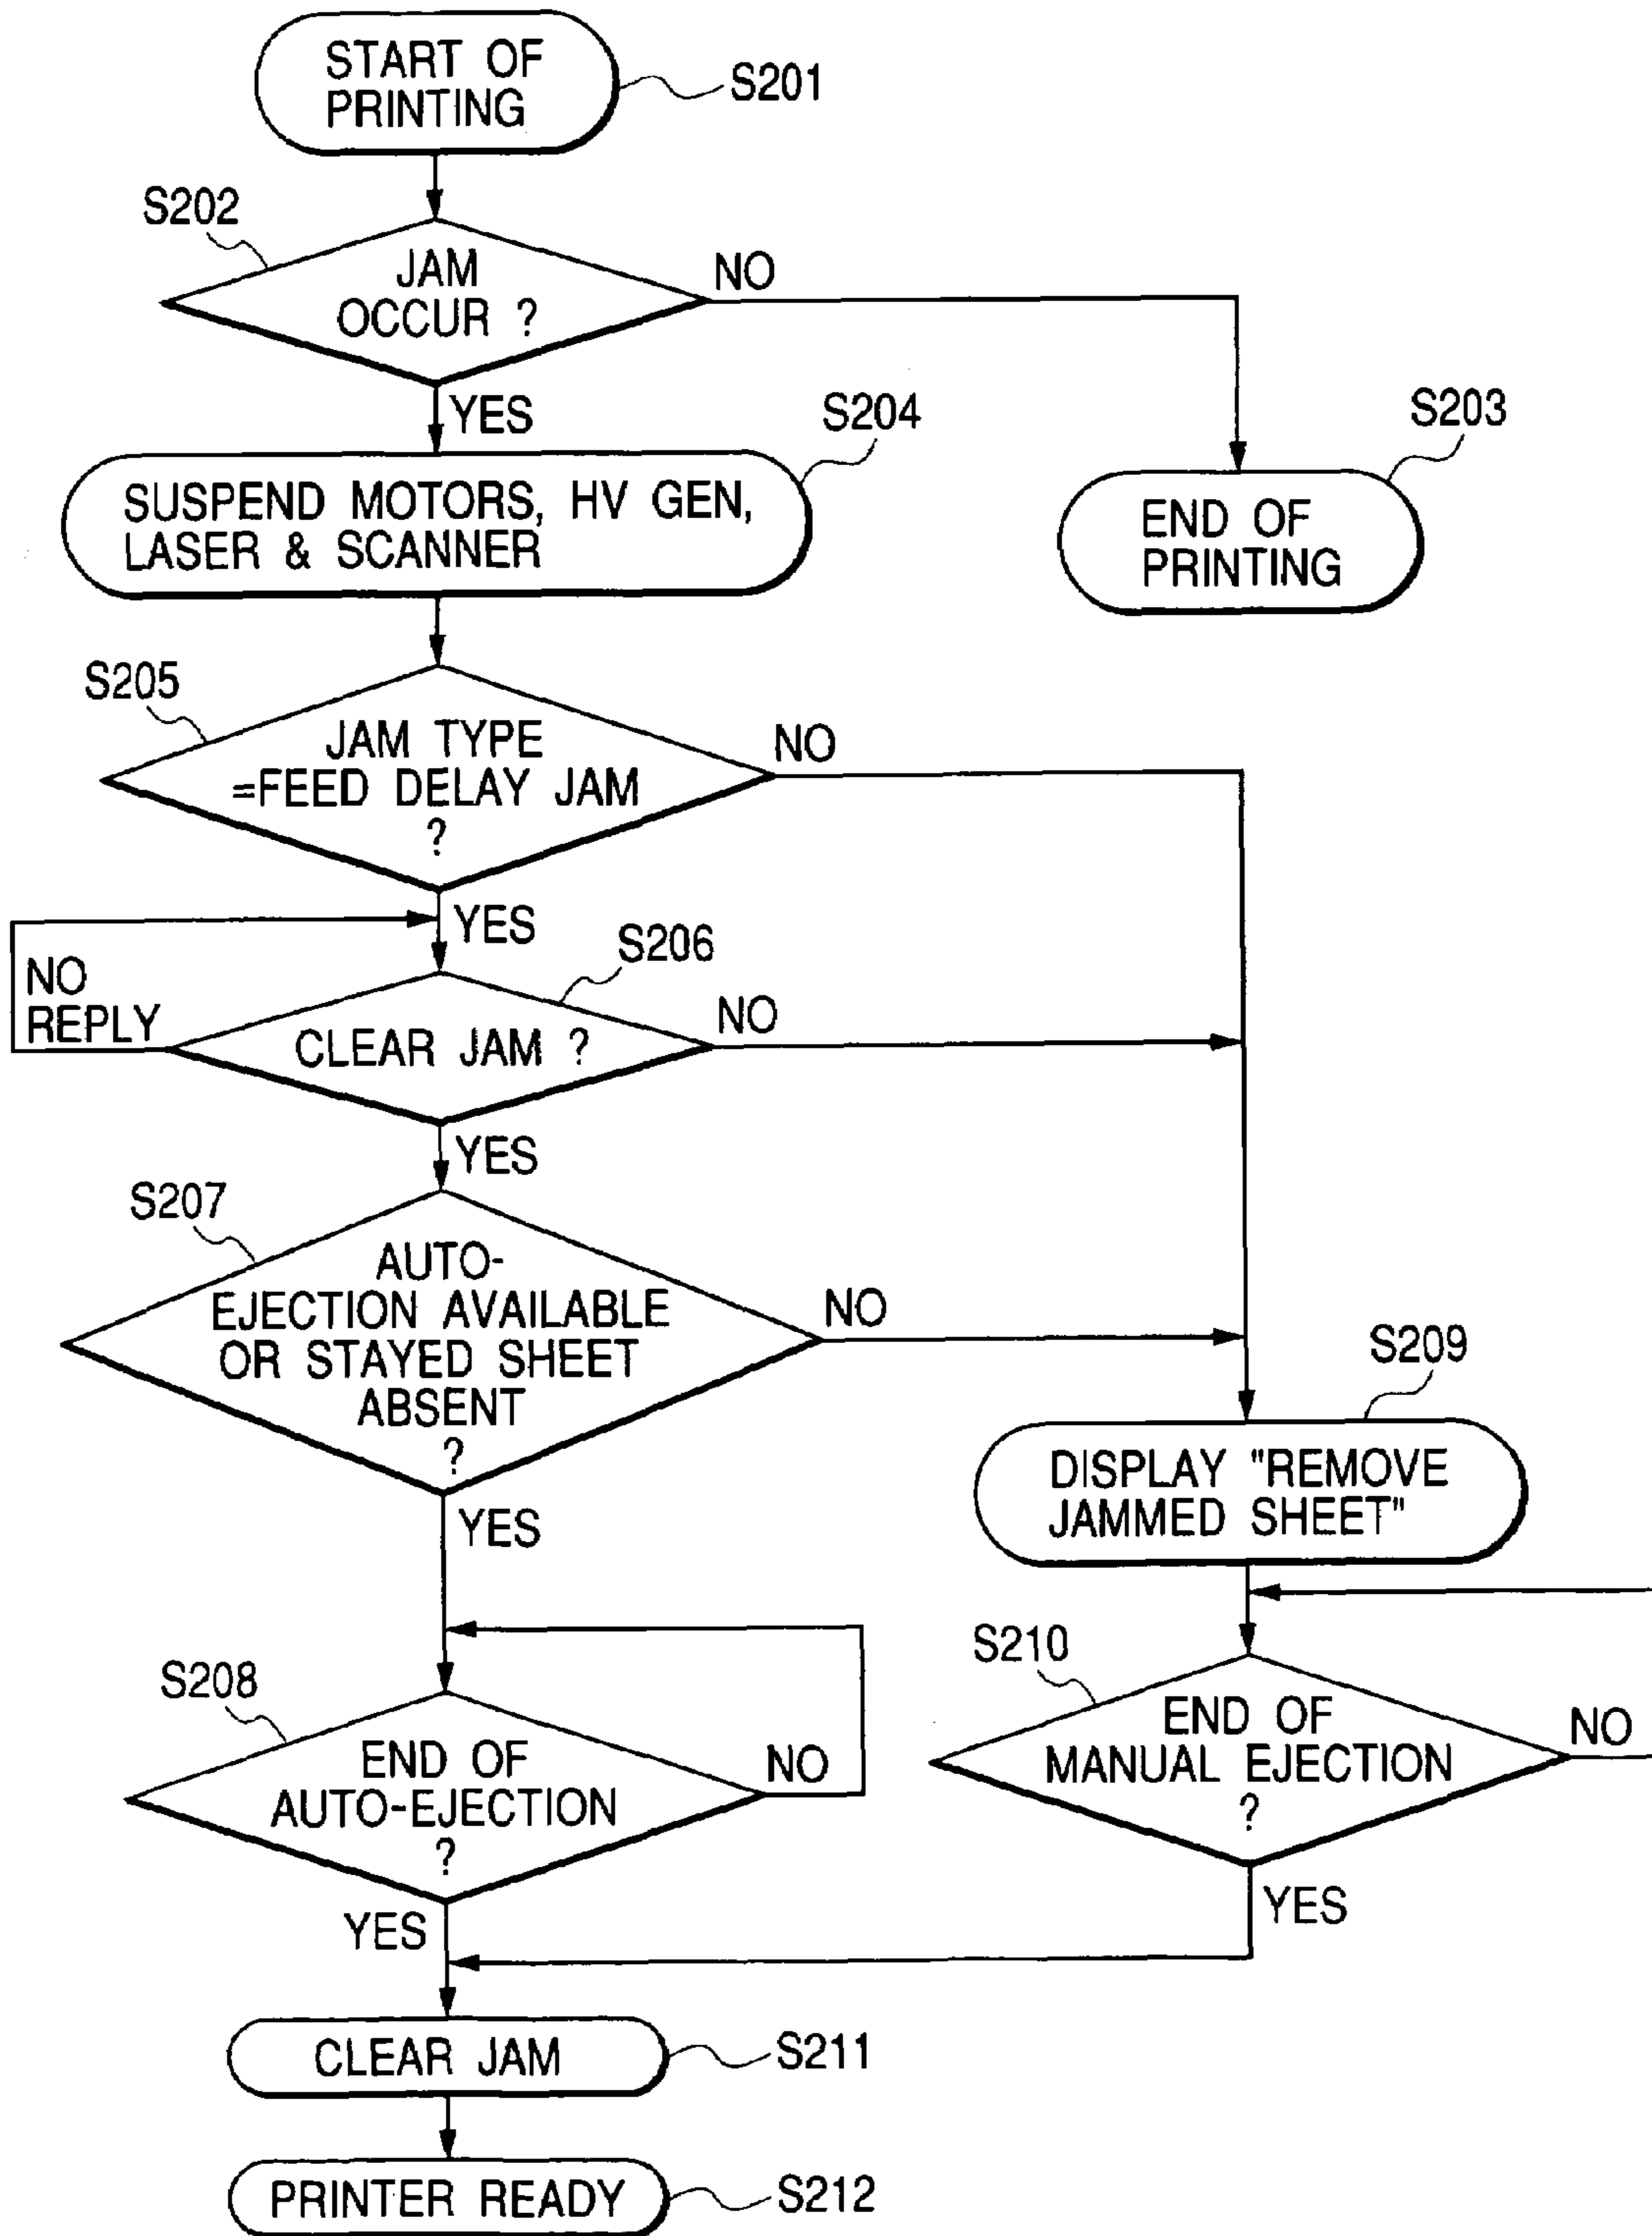 START OF
PRINTING
S201
S202
JAM
OCCUR ?
NO
YES
S204
S203
SUSPEND MOTORS, HV GEN,
LASER & SCANNER
END OF
PRINTING
S205
JAM TYPE
=FEED DELAY JAM
?
NO
YES
S206
NO
REPLY
CLEAR JAM ?
NO
YES
S207
AUTO-
EJECTION AVAILABLE
OR STAYED SHEET
ABSENT
?
NO
YES
S209
DISPLAY "REMOVE
JAMMED SHEET"
S208
END OF
AUTO-EJECTION
?
NO
YES
S210
END OF
MANUAL EJECTION
?
NO
YES
CLEAR JAM
S211
PRINTER READY
S212